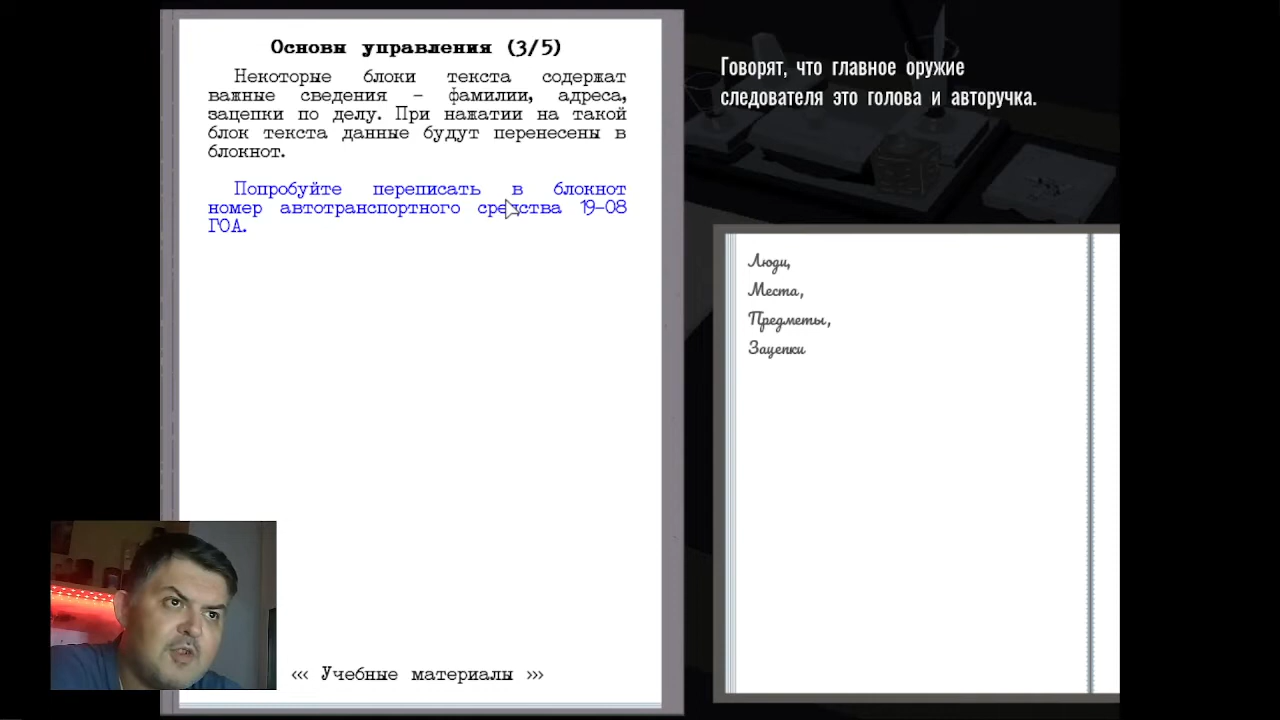 Основы управления (3/5)
Некоторые блоки текста содержат
важные сведения – фамилии, адреса,
зацепки по делу. При нажатии на такой
блок текста данные будут перенесены в
блокнот.
Попробуйте переписать в блокнот
номер автотранспортного средства 19-08
ГЮА.
‹‹‹ Учебные материалы ›››
Говорят, что главное оружие
следователя это голова и авторучка.
Люди,
Места,
Предметы,
Зацепки